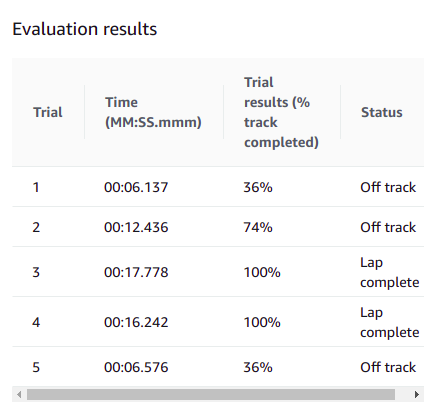 Evaluation results
Trial
Time
(MM:SS.mmm)
Trial
results (%
track
completed)
Status
1 00:06.137 36% Off track
2 00:12.436 74% Off track
3 00:17.778 100% Lap
complete
4 00:16.242 100% Lap
complete
5 00:06.576 36% Off track